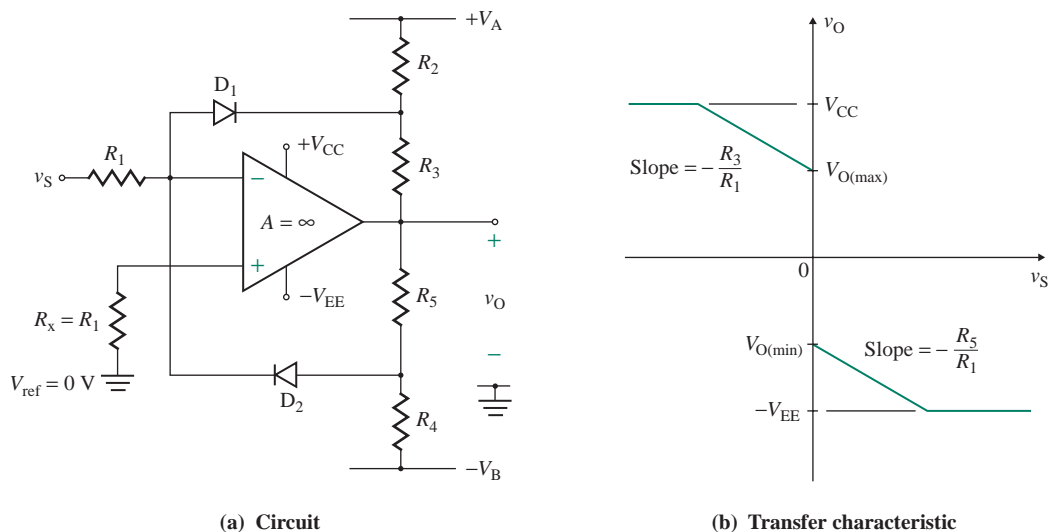 +V_A
R_2
D_1
+V_CC
R_3
R_1
v_S
−
A = ∞
+
−V_EE
R_x = R_1
V_ref = 0 V
D_2
R_5
+
v_O
−
R_4
−V_B
(a) Circuit
v_O
V_CC
Slope = − R_3/R_1
V_O(max)
0
v_S
V_O(min)
Slope = − R_5/R_1
−V_EE
(b) Transfer characteristic